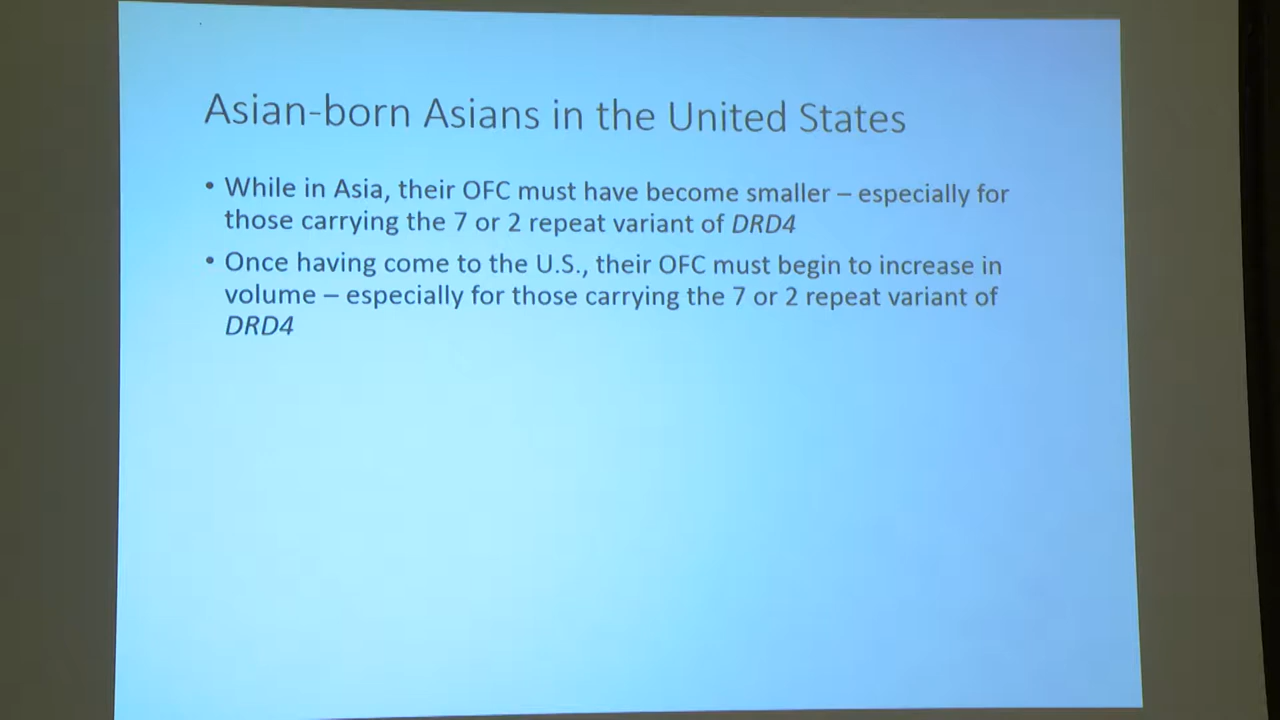 Asian-born Asians in the United States
• While in Asia, their OFC must have become smaller – especially for
those carrying the 7 or 2 repeat variant of DRD4
• Once having come to the U.S., their OFC must begin to increase in
volume – especially for those carrying the 7 or 2 repeat variant of
DRD4